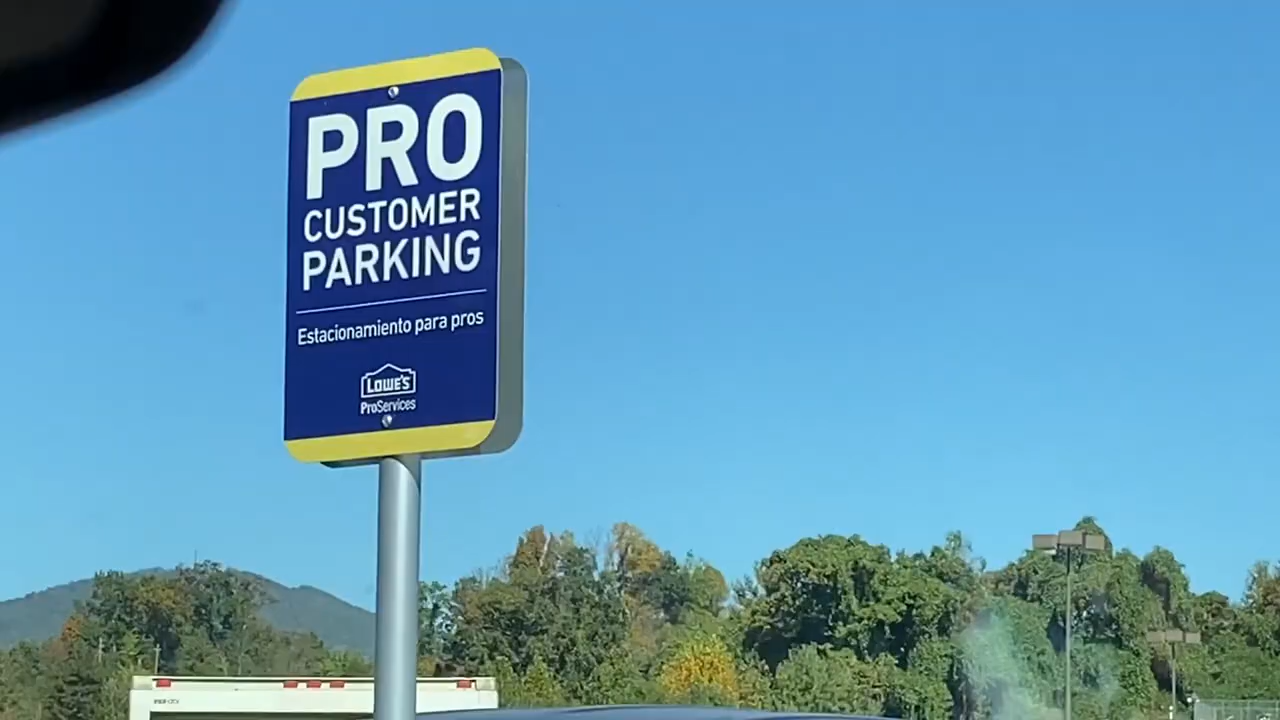 PRO
CUSTOMER
PARKING
Estacionamiento para pros
LOWE'S
ProServices